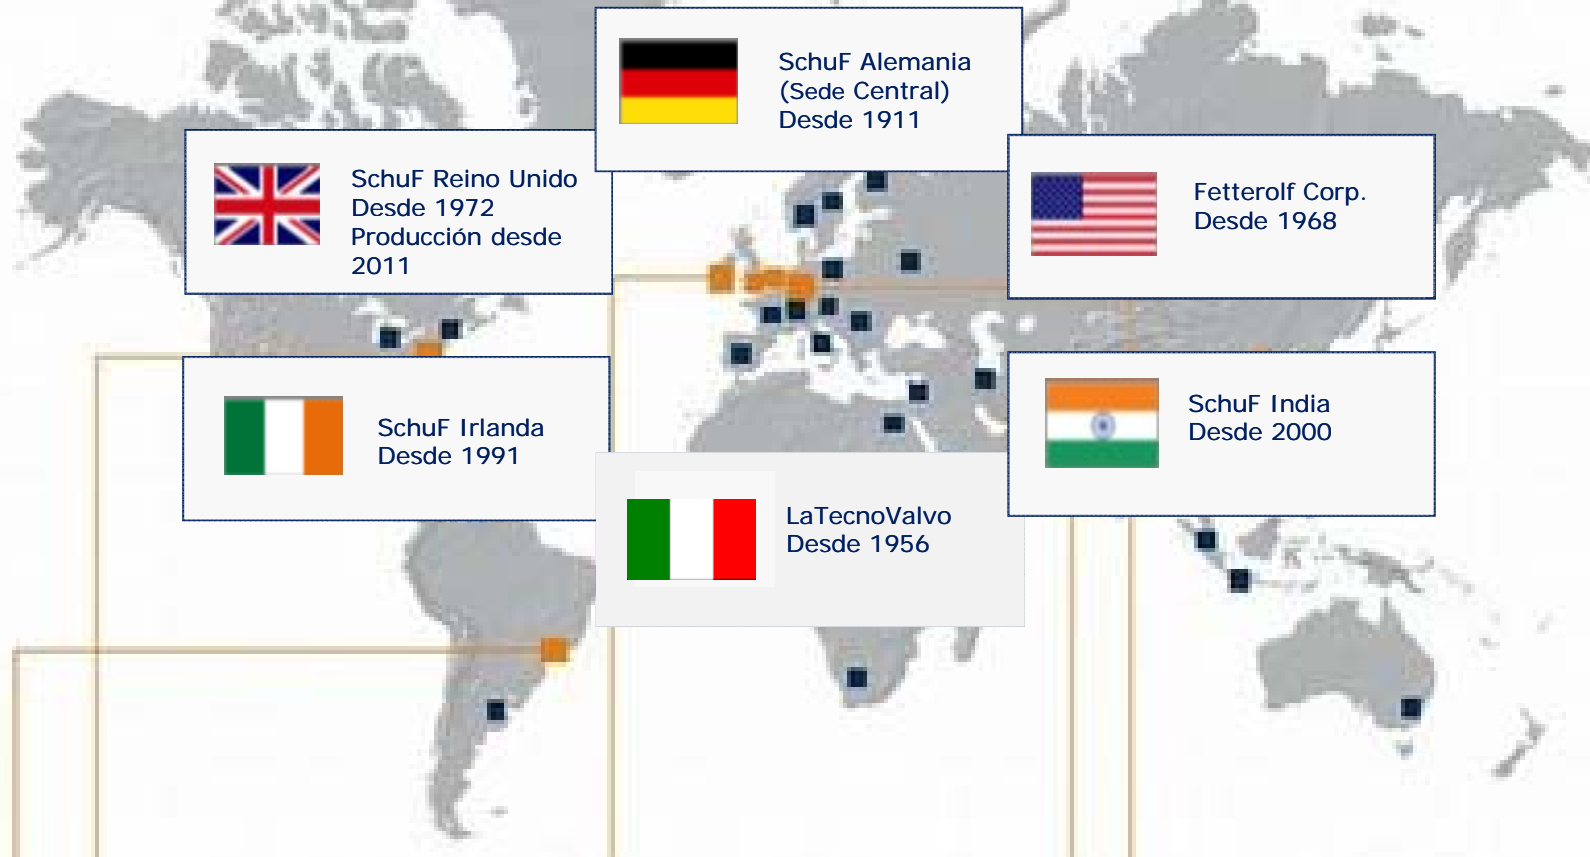 SchuF Alemania
(Sede Central)
Desde 1911
SchuF Reino Unido
Desde 1972
Producción desde
2011
Fetterolf Corp.
Desde 1968
SchuF Irlanda
Desde 1991
SchuF India
Desde 2000
LaTecnoValvo
Desde 1956